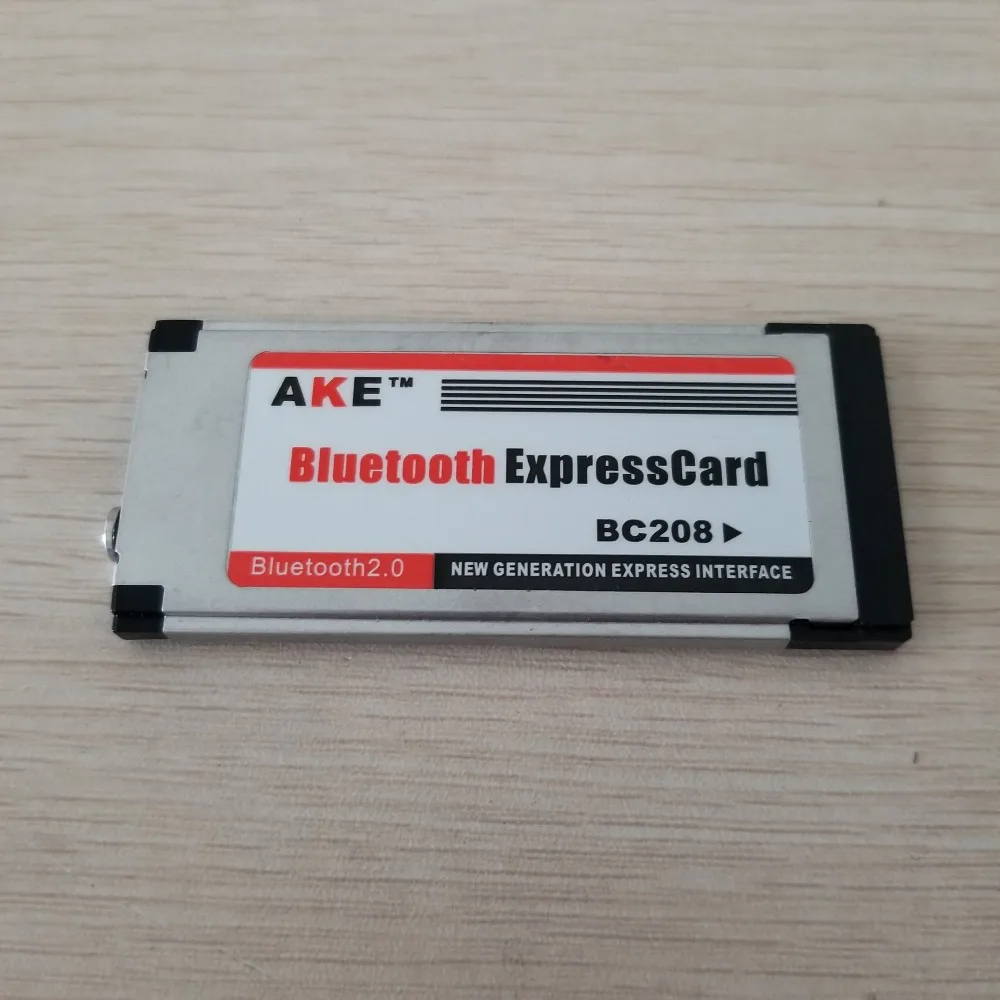 AKE™
Bluetooth ExpressCard
BC208 ►
Bluetooth2.0
NEW GENERATION EXPRESS INTERFACE